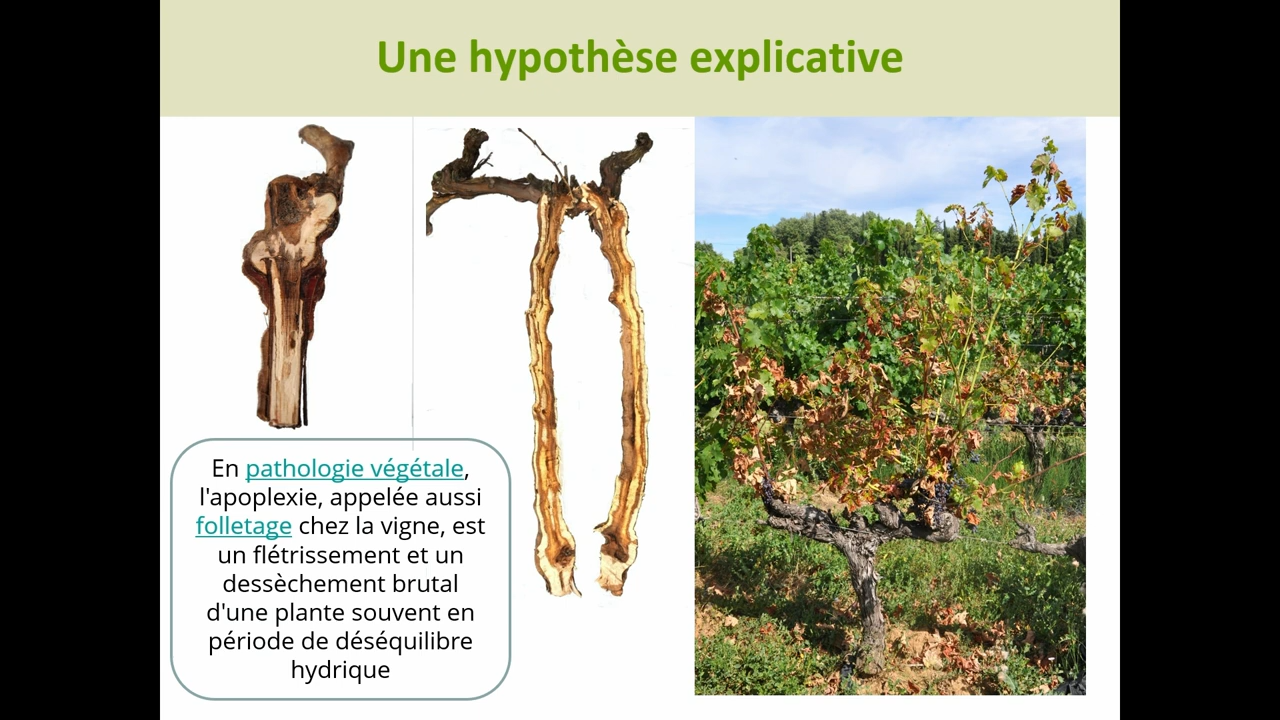 Une hypothèse explicative
En pathologie végétale,
l'apoplexie, appelée aussi
folletage chez la vigne, est
un flétrissement et un
dessèchement brutal
d'une plante souvent en
période de déséquilibre
hydrique